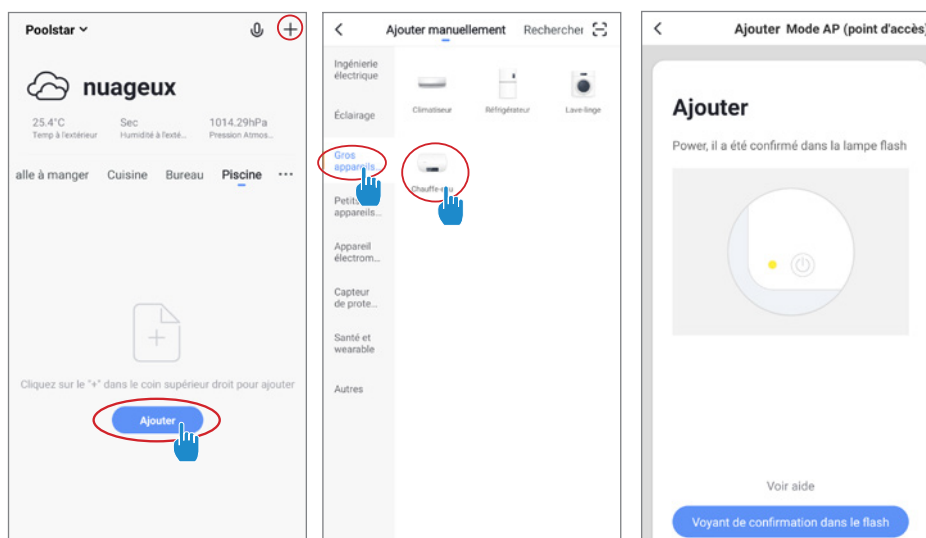 Poolstar
nuageux
25.4°C Sec 1014.29hPa
Temp à l'extérieur Humidité à l'exté... Pression Atmos...
alle à manger Cuisine Bureau Piscine ...
Cliquez sur le "+" dans le coin supérieur droit pour ajouter
Ajouter
Ajouter manuellement Rechercher
Ingénierie
électrique
Éclairage
Gros
appareils...
Petits
appareils...
Appareil
électrom...
Capteur
de prote...
Santé et
wearable
Autres
Climatiseur Réfrigérateur Lave-linge
Chauffe-eau
Ajouter Mode AP (point d'accès)
Ajouter
Power, il a été confirmé dans la lampe flash
Voir aide
Voyant de confirmation dans le flash